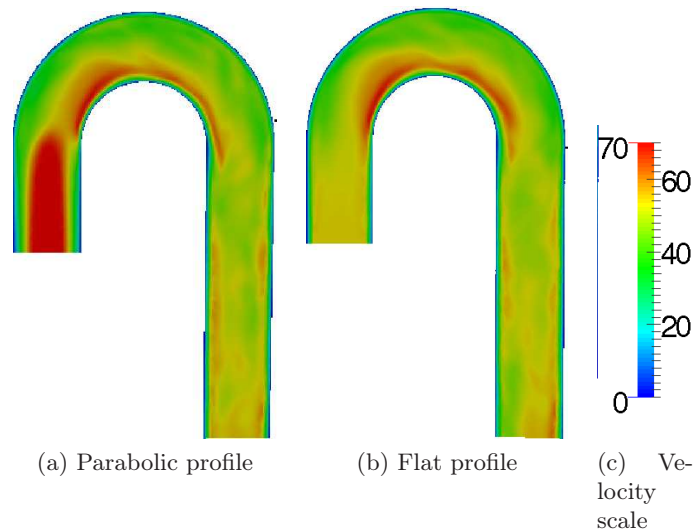 70
60
40
20
0
(a) Parabolic profile
(b) Flat profile
(c) Ve-
locity
scale